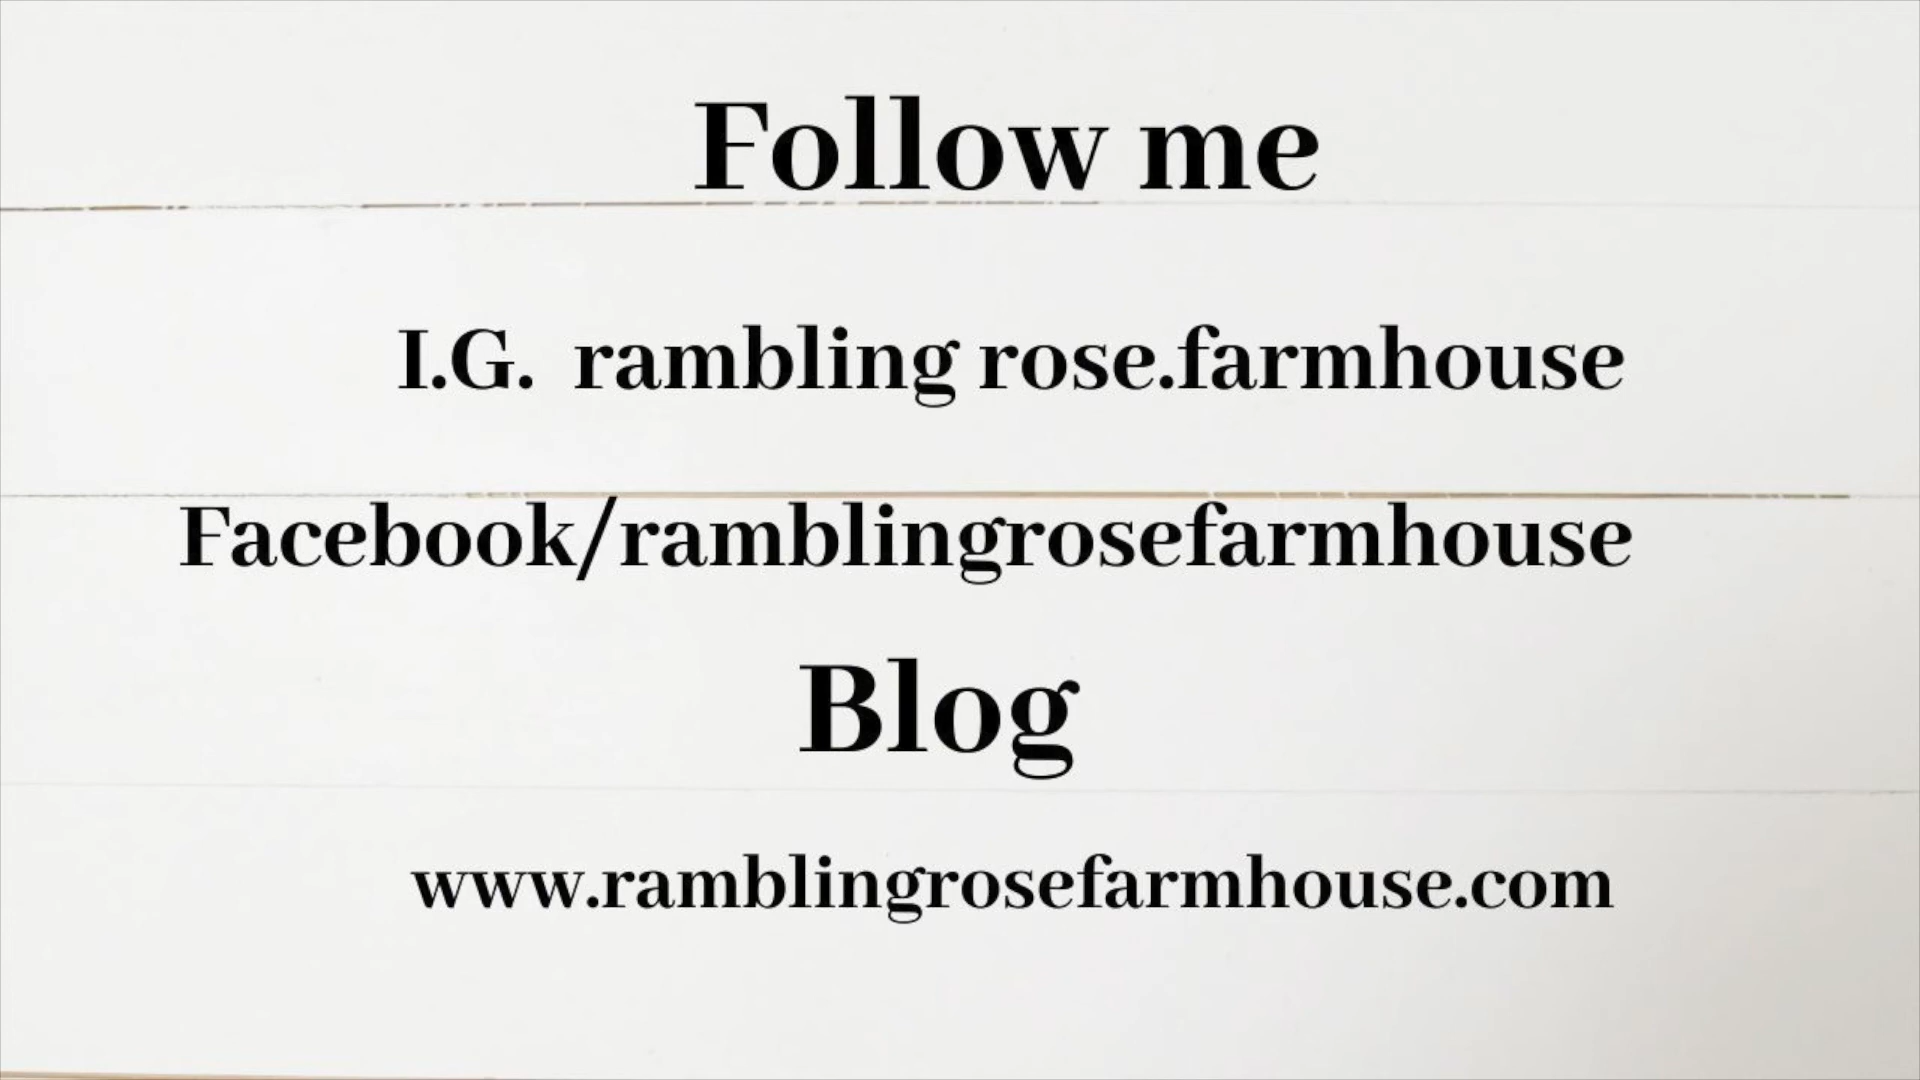 Follow me
I.G.  rambling rose.farmhouse
Facebook/ramblingrosefarmhouse
Blog
www.ramblingrosefarmhouse.com